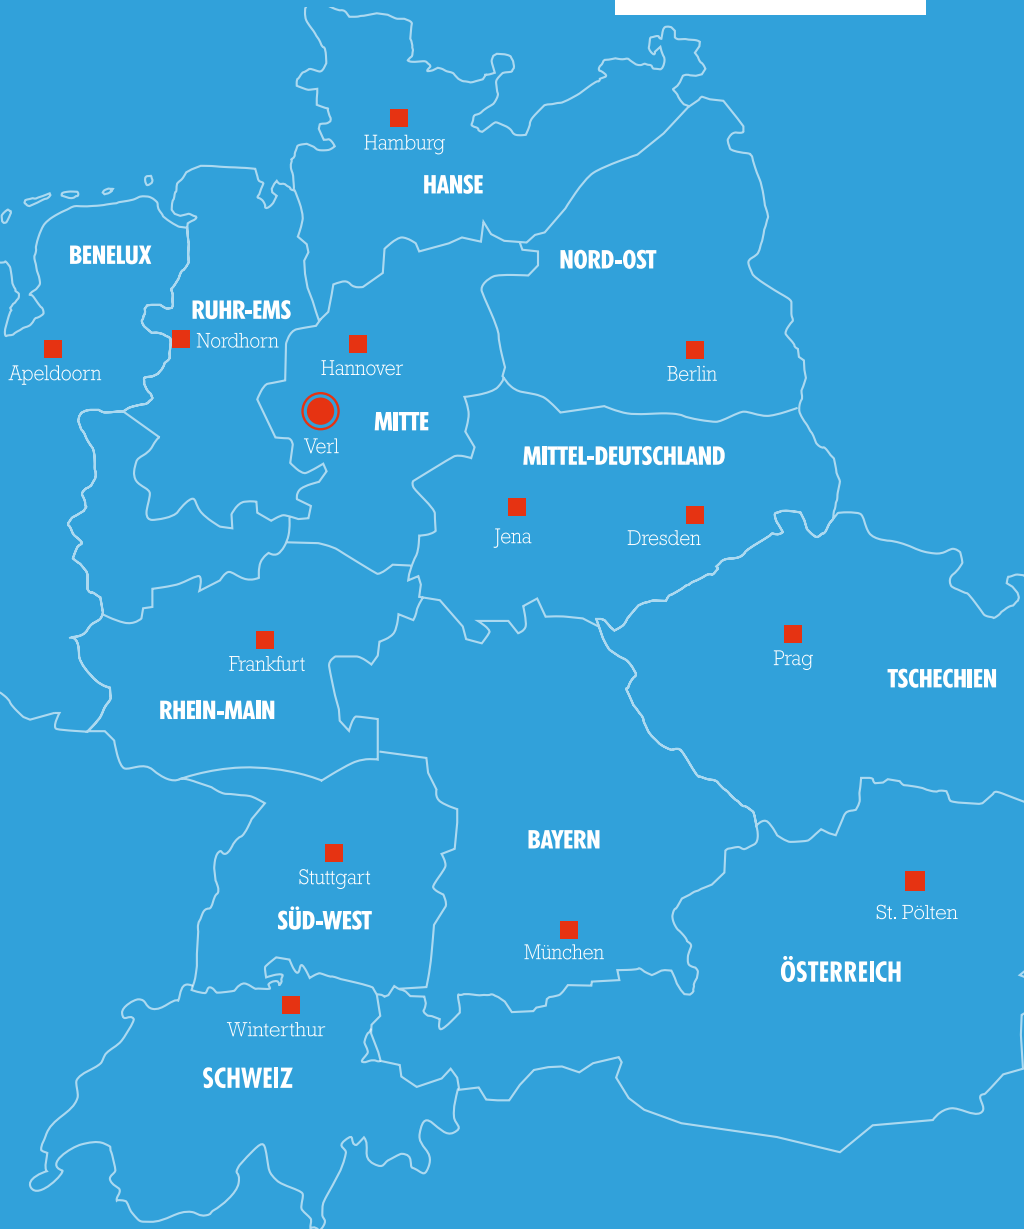 Hamburg
HANSE
BENELUX
NORD-OST
RUHR-EMS
Nordhorn
Apeldoorn
Hannover
Berlin
MITTE
Verl
MITTEL-DEUTSCHLAND
Jena
Dresden
Frankfurt
Prag
TSCHECHIEN
RHEIN-MAIN
BAYERN
Stuttgart
St. Pölten
SÜD-WEST
München
ÖSTERREICH
Winterthur
SCHWEIZ